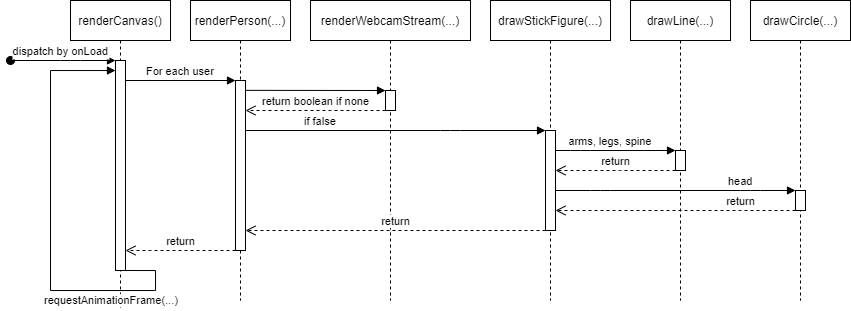 renderCanvas()
renderPerson(...)
renderWebcamStream(...)
drawStickFigure(...)
drawLine(...)
drawCircle(...)
dispatch by onLoad
For each user
return boolean if none
if false
arms, legs, spine
return
head
return
return
return
requestAnimationFrame(...)